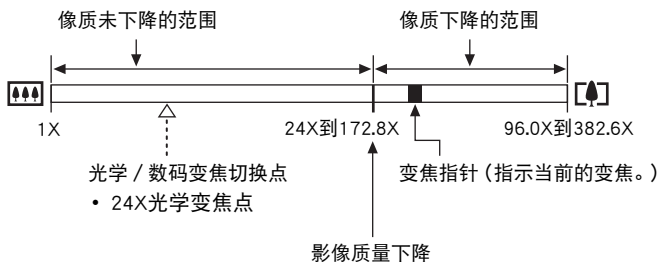 像质未下降的范围
像质下降的范围
1X
24X到172.8X
96.0X到382.6X
光学 / 数码变焦切换点
• 24X光学变焦点
变焦指针(指示当前的变焦。)
影像质量下降